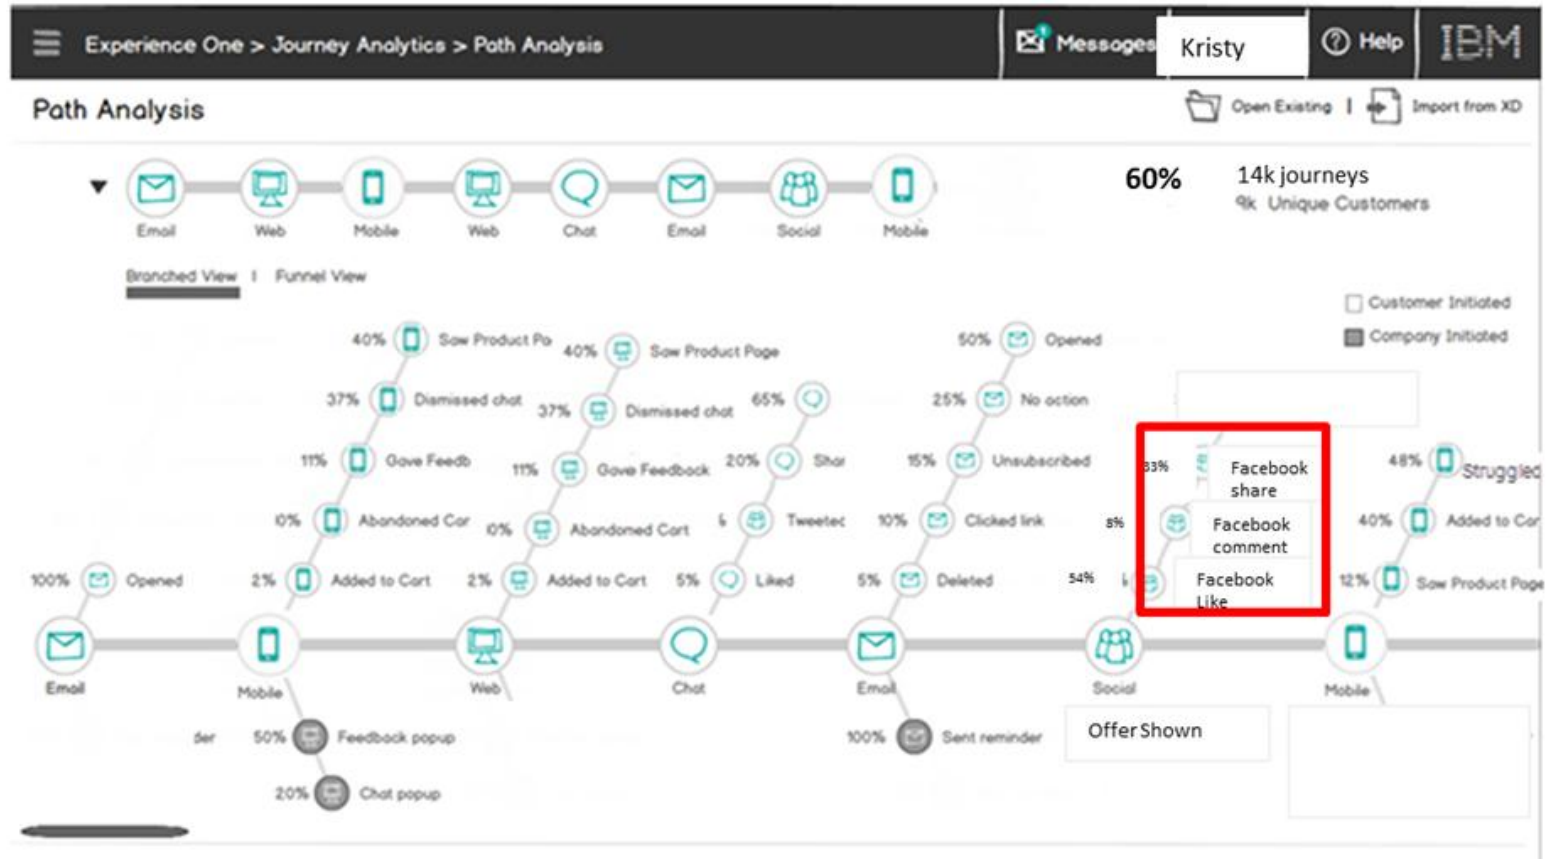 Experience One > Journey Analytics > Path Analysis
1
Messages
Kristy
? Help
IBM
Path Analysis
Open Existing | Import from XD
60%
14k journeys
9k Unique Customers
Email Web Mobile Web Chat Email Social Mobile
Branched View | Funnel View
Customer Initiated
Company Initiated
40% Saw Product Pa
40% Saw Product Page
50% Opened
37% Dismissed chat
37% Dismissed chat
65%
25% No action
11% Gave Feedb
11% Gave Feedback
20% Shar
15% Unsubscribed
33% Facebook
share
48% Struggled
0% Abandoned Car
0% Abandoned Cart
Tweetec
10% Clicked link
8% Facebook
comment
40% Added to Car
100% Opened
2% Added to Cart
2% Added to Cart
5% Liked
5% Deleted
54% Facebook
Like
12% Saw Product Page
Email Mobile Web Chat Email Social Mobile
der
50% Feedback popup
100% Sent reminder
Offer Shown
20% Chat popup